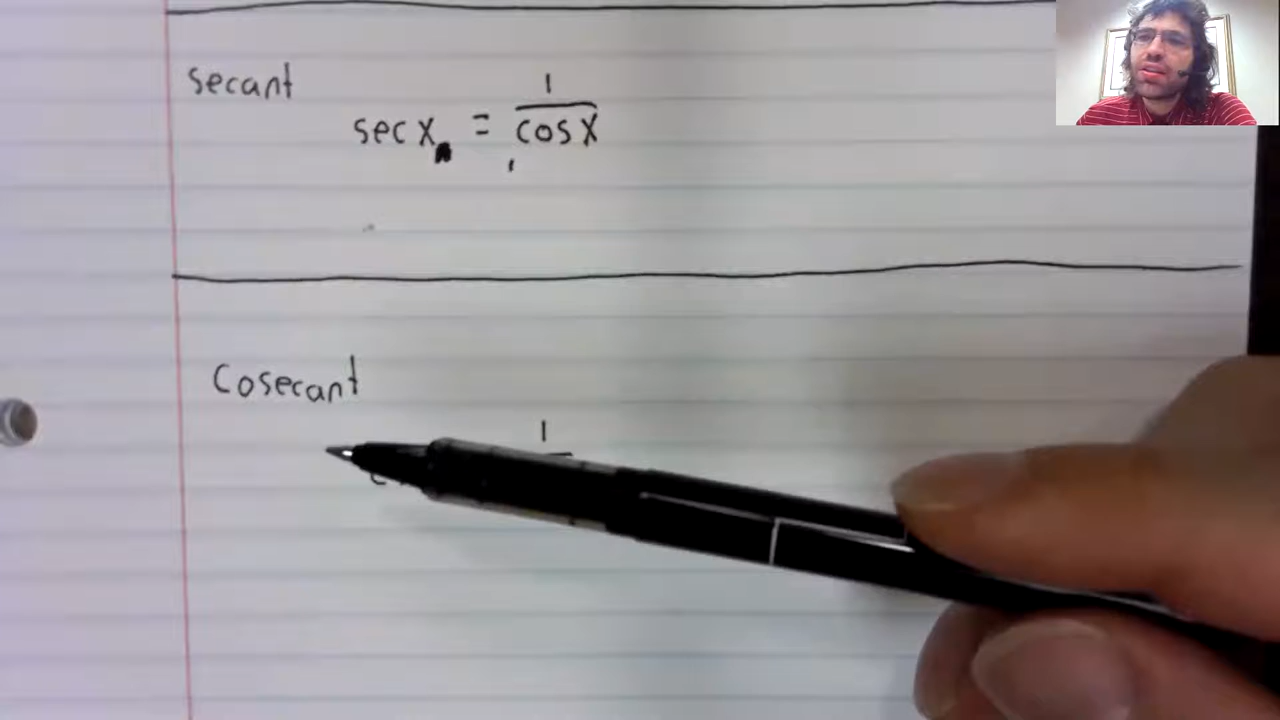 secant
sec x = 1/cos x
Cosecant
1